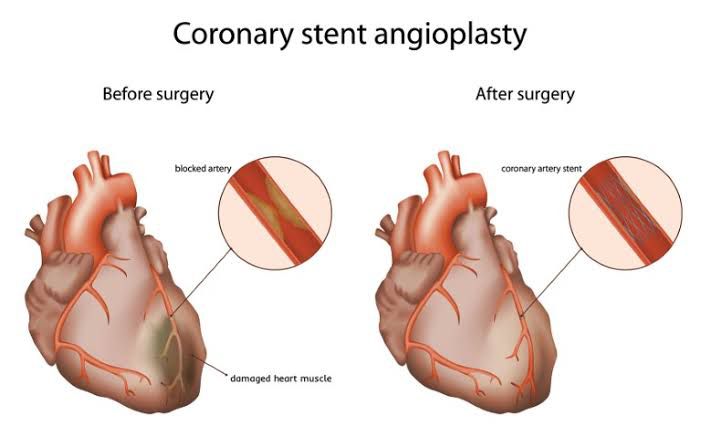 Coronary stent angioplasty
Before surgery
After surgery
blocked artery
coronary artery stent
damaged heart muscle